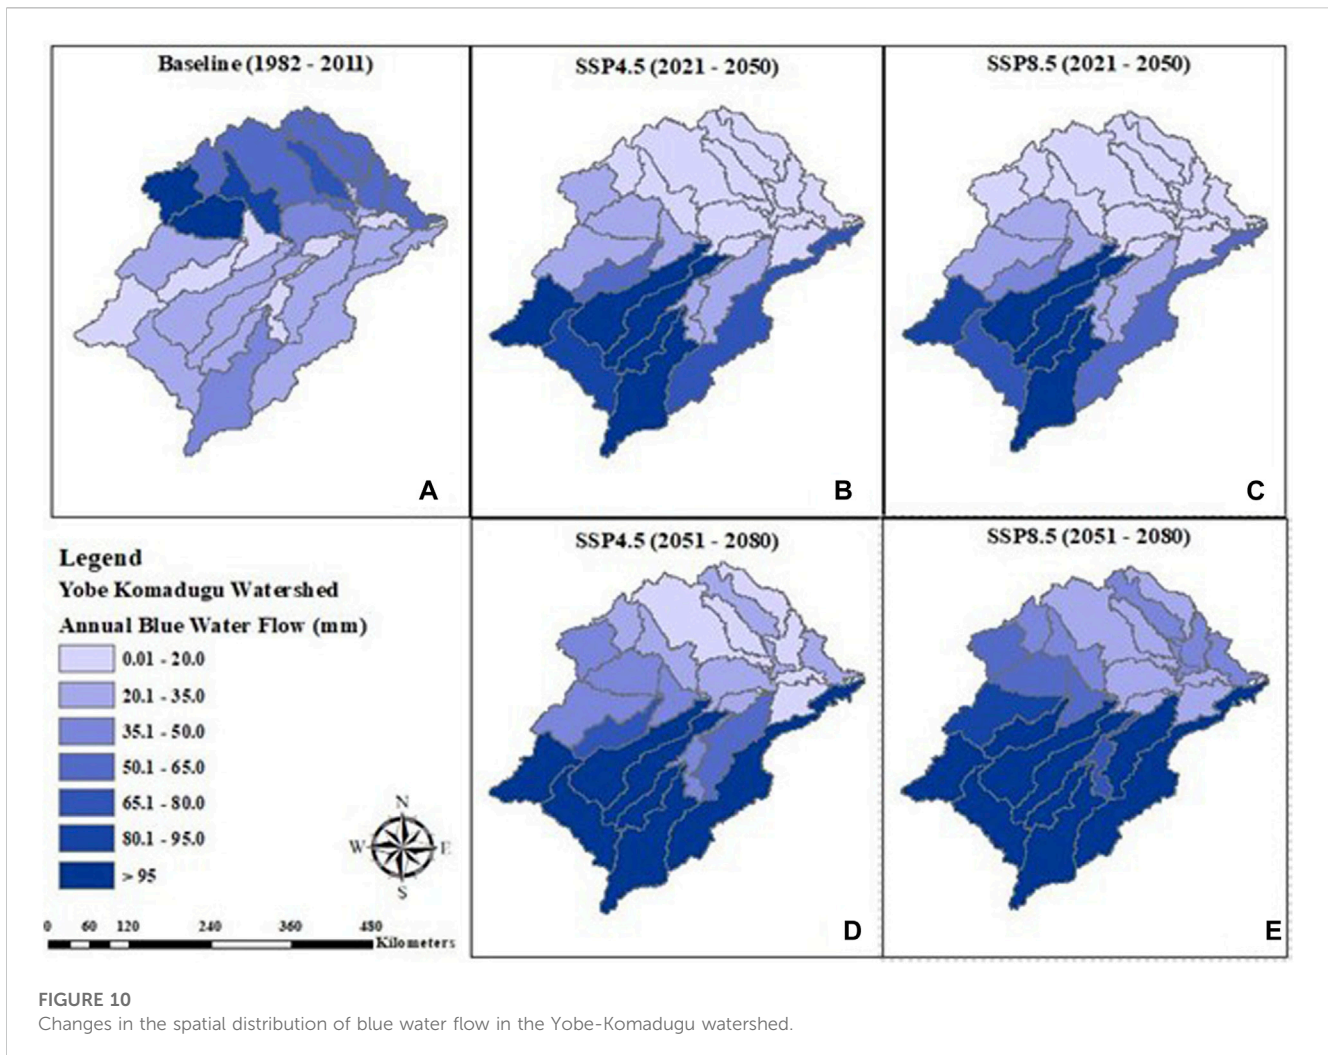 Baseline (1982 - 2011)
A
SSP4.5 (2021 - 2050)
B
SSP8.5 (2021 - 2050)
C
Legend
Yobe Komadugu Watershed
Annual Blue Water Flow (mm)
0.01 - 20.0
20.1 - 35.0
35.1 - 50.0
50.1 - 65.0
65.1 - 80.0
80.1 - 95.0
> 95
N
W E
S
0 60 120 240 360 480
Kilometers
SSP4.5 (2051 - 2080)
D
SSP8.5 (2051 - 2080)
E
FIGURE 10
Changes in the spatial distribution of blue water flow in the Yobe-Komadugu watershed.